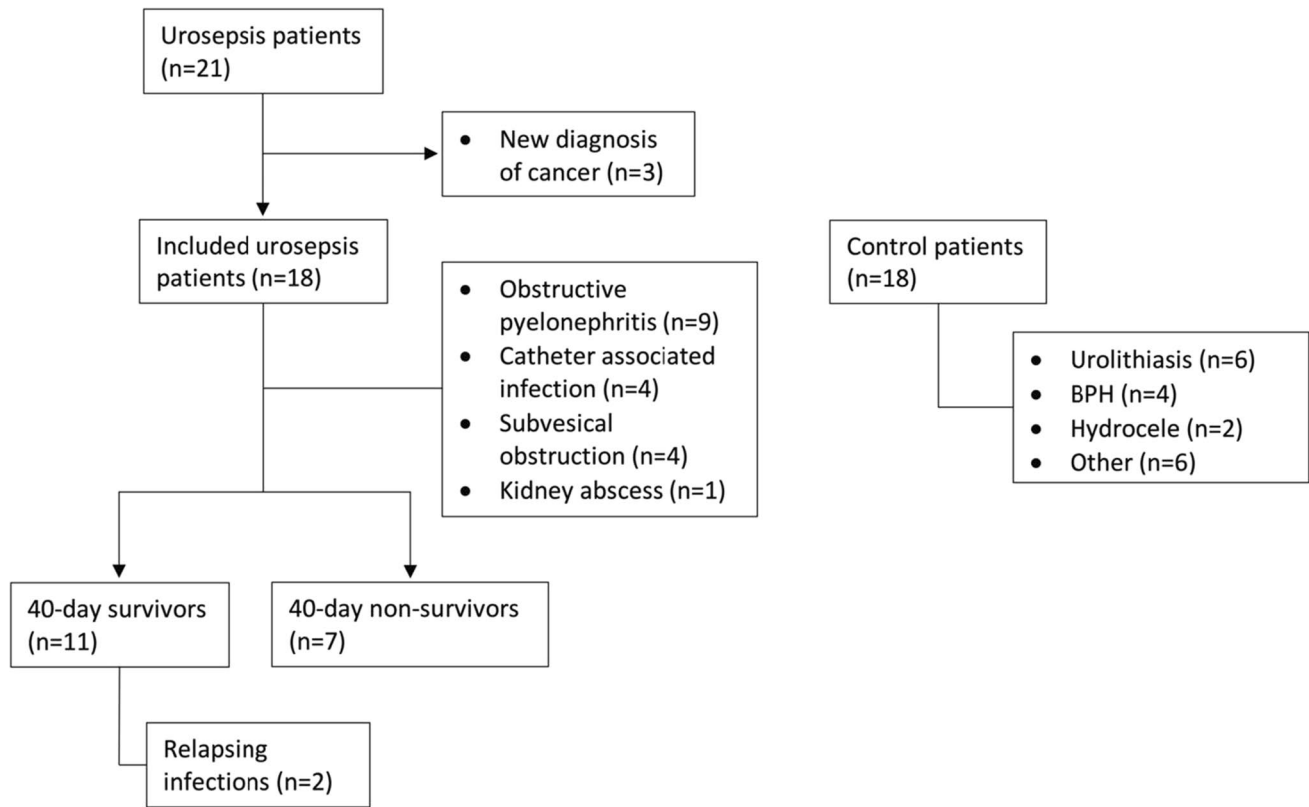 Urosepsis patients
(n=21)
• New diagnosis
of cancer (n=3)
Included urosepsis
patients (n=18)
• Obstructive
pyelonephritis (n=9)
• Catheter associated
infection (n=4)
• Subvesical
obstruction (n=4)
• Kidney abscess (n=1)
40-day survivors
(n=11)
40-day non-survivors
(n=7)
Relapsing
infections (n=2)
Control patients
(n=18)
• Urolithiasis (n=6)
• BPH (n=4)
• Hydrocele (n=2)
• Other (n=6)